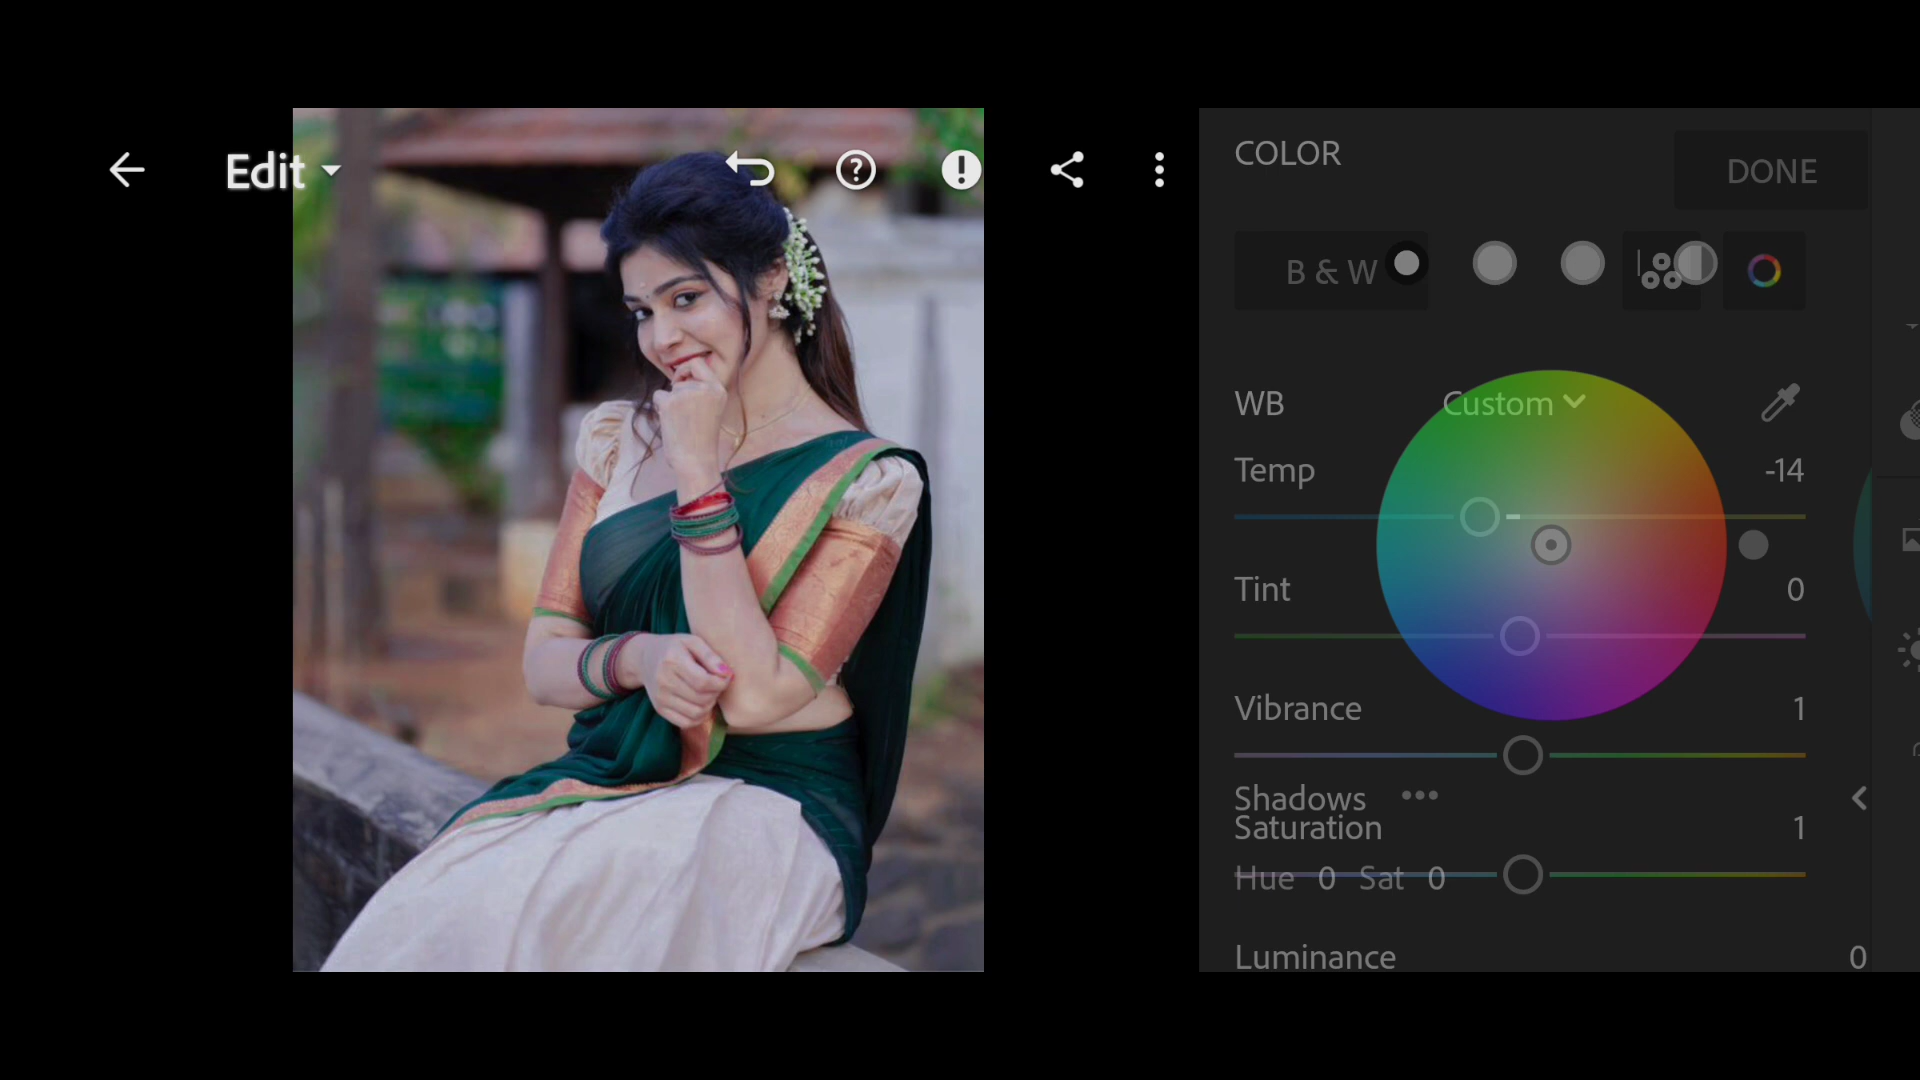 Edit
COLOR
DONE
B & W
WB
Custom
Temp
-14
Tint
0
Vibrance
1
Shadows
Saturation
1
Hue 0 Sat 0
Luminance
0